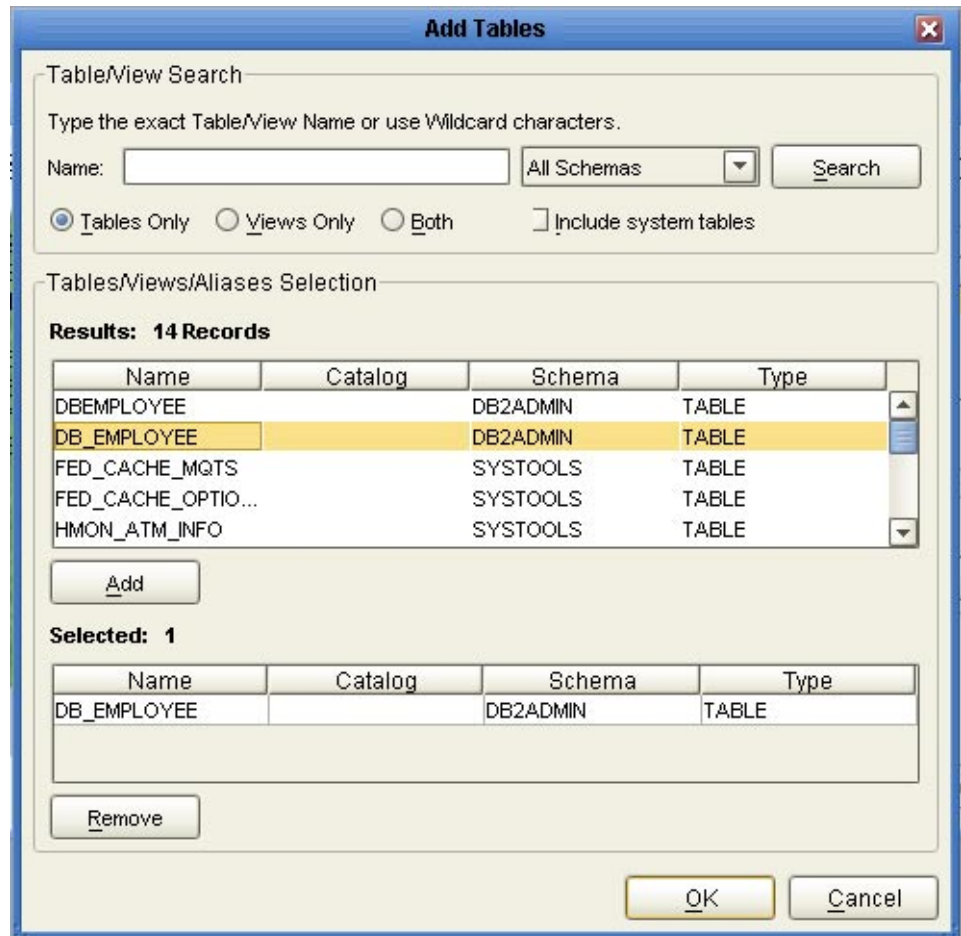 Add Tables
Table/View Search
Type the exact Table/View Name or use Wildcard characters.
Name: All Schemas Search
Tables Only Views Only Both Include system tables
Tables/Views/Aliases Selection
Results: 14 Records
Name Catalog Schema Type
DBEMPLOYEE DB2ADMIN TABLE
DB_EMPLOYEE DB2ADMIN TABLE
FED_CACHE_MQTS SYSTOOLS TABLE
FED_CACHE_OPTIO... SYSTOOLS TABLE
HMON_ATM_INFO SYSTOOLS TABLE
Add
Selected: 1
Name Catalog Schema Type
DB_EMPLOYEE DB2ADMIN TABLE
Remove
OK Cancel